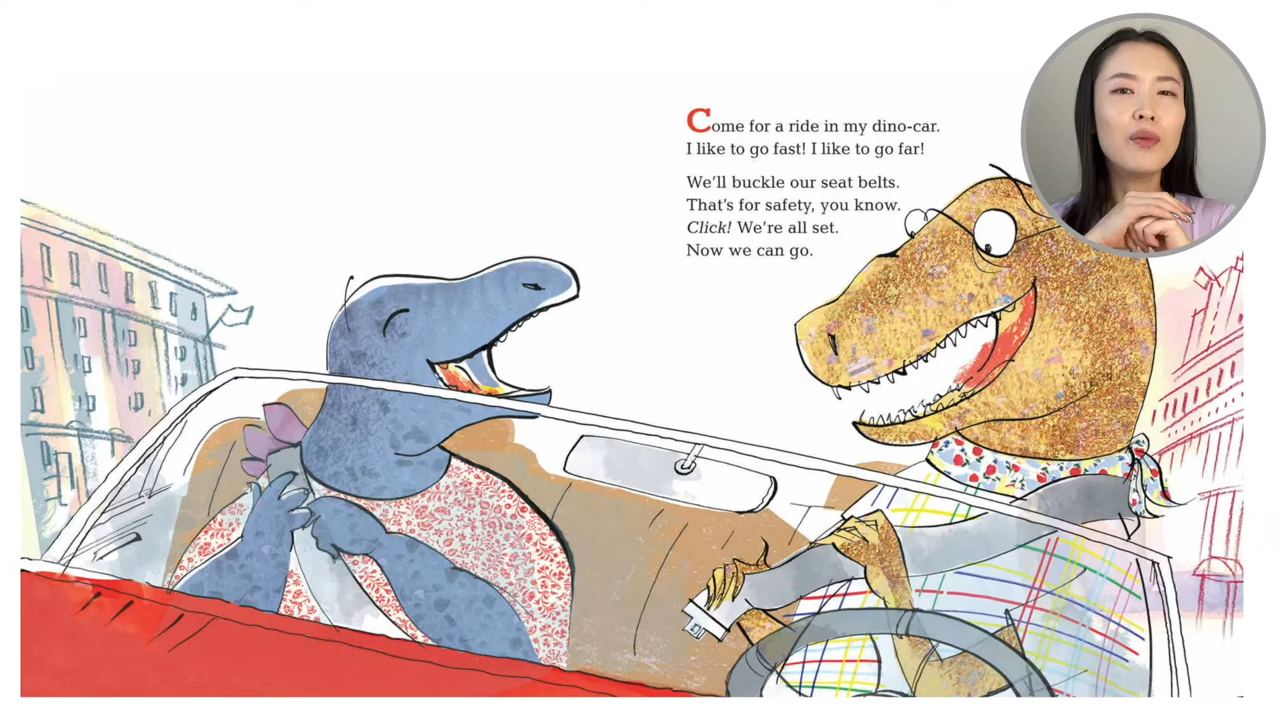 Come for a ride in my dino-car.
I like to go fast! I like to go far!
We’ll buckle our seat belts.
That’s for safety, you know.
Click! We’re all set.
Now we can go.